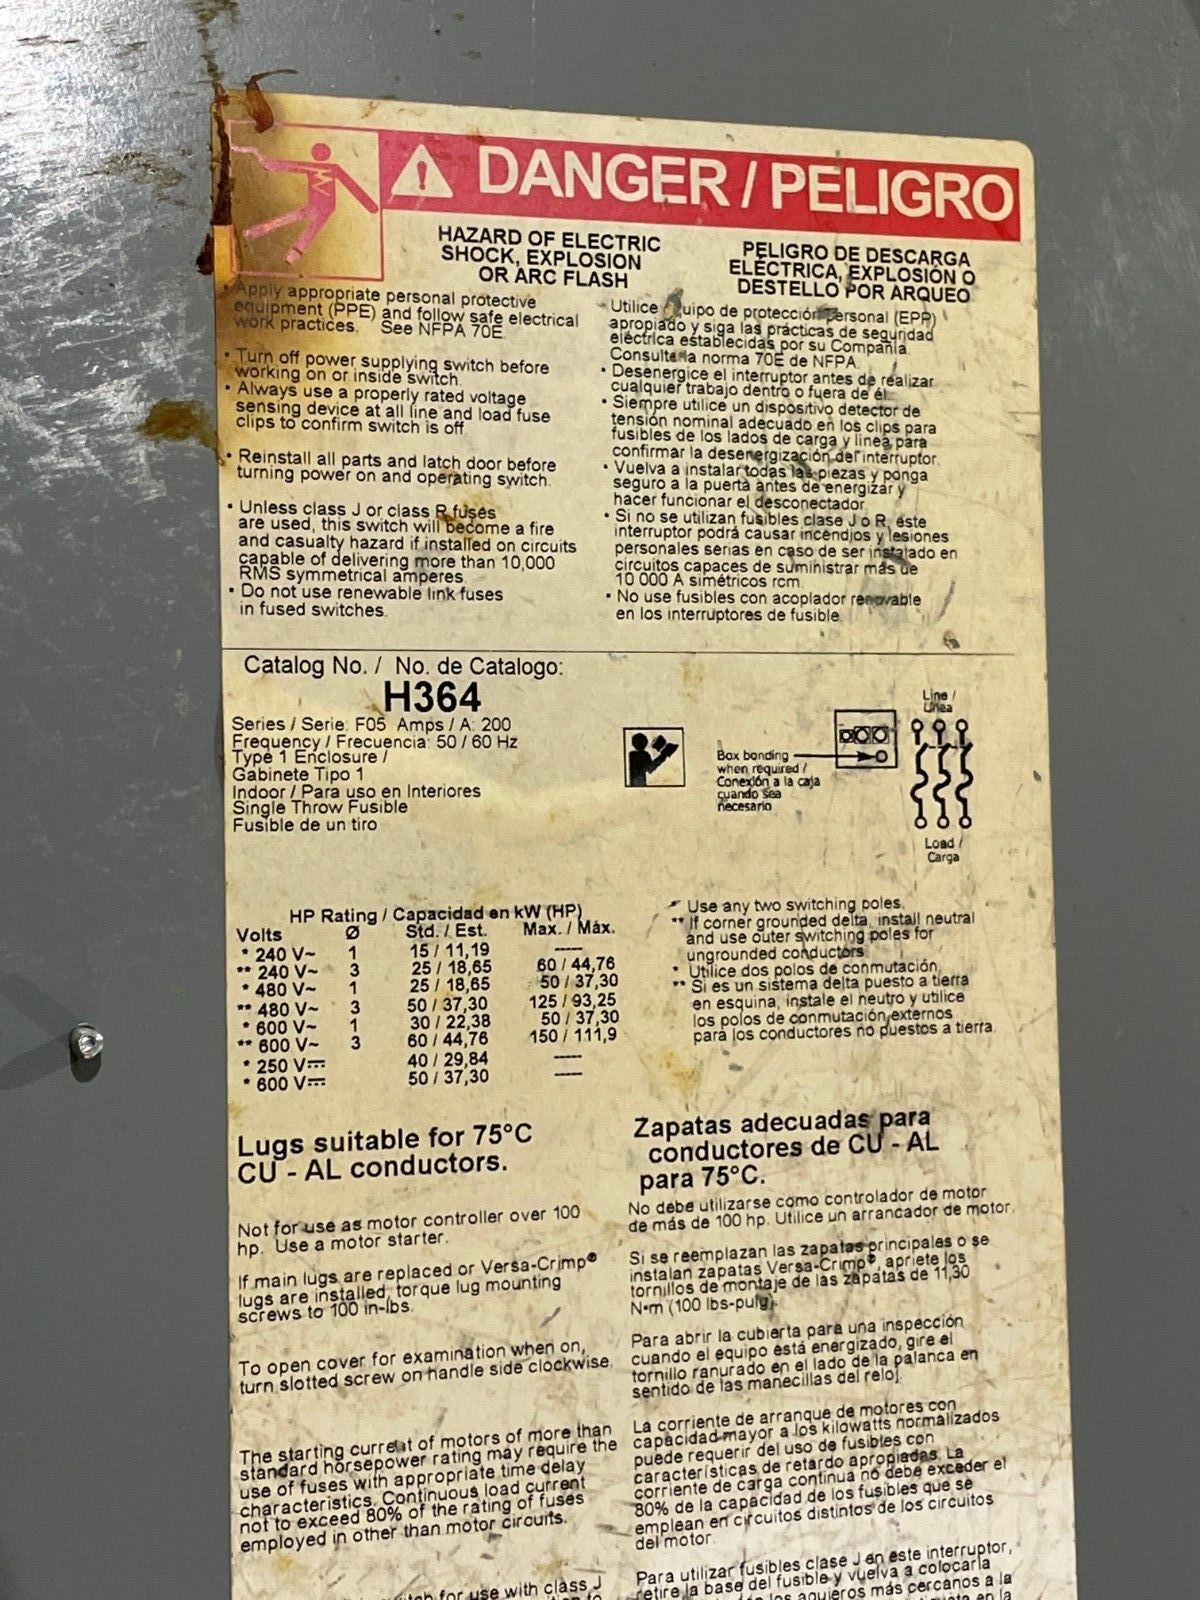 DANGER / PELIGRO
HAZARD OF ELECTRIC
SHOCK, EXPLOSION
OR ARC FLASH
• Apply appropriate personal protective
equipment (PPE) and follow safe electrical
work practices. See NFPA 70E
• Turn off power supplying switch before
working on or inside switch.
• Always use a properly rated voltage
sensing device at all line and load fuse
clips to confirm switch is off
• Reinstall all parts and latch door before
turning power on and operating switch.
• Unless class J or class R fuses
are used, this switch will become a fire
and casualty hazard if installed on circuits
capable of delivering more than 10,000
RMS symmetrical amperes.
• Do not use renewable link fuses
in fused switches.
PELIGRO DE DESCARGA
ELÉCTRICA, EXPLOSIÓN O
DESTELLO POR ARQUEO
• Utilice de protección personal (EPP)
apropiado y siga las prácticas de seguridad
eléctrica establecidas por su Compañía.
Consulte la norma 70E de NFPA.
• Desenergice el interruptor antes de realizar
cualquier trabajo dentro o fuera de él.
• Siempre utilice un dispositivo detector de
tensión nominal adecuado en los clips para
fusibles de los lados de carga y línea para
confirmar la desenergización del interruptor.
• Vuelva a instalar todas las piezas y ponga
seguro a la puerta antes de energizar y
hacer funcionar el desconectador.
• Si no se utilizan fusibles clase J o R, este
interruptor podrá causar incendios y lesiones
personales serias en caso de ser instalado en
circuitos capaces de suministrar más de
10 000 A simétricos rcm.
• No use fusibles con acoplador renovable
en los interruptores de fusible.
Catalog No. / No. de Catalogo:
H364
Series / Serie: F05 Amps / A: 200
Frequency / Frecuencia: 50 / 60 Hz
Type 1 Enclosure /
Gabinete Tipo 1
Indoor / Para uso en Interiores
Single Throw Fusible
Fusible de un tiro
Box bonding
when required /
Conexión a la caja
cuando sea
necesario
Line /
Línea
Load /
Carga
HP Rating / Capacidad en kW (HP)
Volts Ø Std. / Est. Max. / Máx.
* 240 V~ 1 15 / 11,19 -----
** 240 V~ 3 25 / 18,65 60 / 44,76
* 480 V~ 1 25 / 18,65 50 / 37,30
** 480 V~ 3 50 / 37,30 125 / 93,25
* 600 V~ 1 30 / 22,38 50 / 37,30
** 600 V~ 3 60 / 44,76 150 / 111,9
* 250 V⎓ 40 / 29,84 -----
* 600 V⎓ 50 / 37,30 -----
* Use any two switching poles.
** If corner grounded delta, install neutral
and use outer switching poles for
ungrounded conductors.
* Utilice dos polos de conmutación.
** Si es un sistema delta puesto a tierra
en esquina, instale el neutro y utilice
los polos de conmutación externos
para los conductores no puestos a tierra.
Lugs suitable for 75°C
CU - AL conductors.
Not for use as motor controller over 100
hp. Use a motor starter.
If main lugs are replaced or Versa-Crimp®
lugs are installed, torque lug mounting
screws to 100 in-lbs.
To open cover for examination when on,
turn slotted screw on handle side clockwise.
The starting current of motors of more than
standard horsepower rating may require the
use of fuses with appropriate time delay
characteristics. Continuous load current
not to exceed 80% of the rating of fuses
employed in other than motor circuits.
for use with class J
Zapatas adecuadas para
conductores de CU - AL
para 75°C.
No debe utilizarse como controlador de motor
de más de 100 hp. Utilice un arrancador de motor.
Si se reemplazan las zapatas principales o se
instalan zapatas Versa-Crimp®, apriete los
tornillos de montaje de las zapatas de 11,30
N•m (100 lbs-pulg).
Para abrir la cubierta para una inspección
cuando el equipo está energizado, gire el
tornillo ranurado en el lado de la palanca en
sentido de las manecillas del reloj.
La corriente de arranque de motores con
capacidad mayor a los kilowatts normalizados
puede requerir del uso de fusibles con
características de retardo apropiadas. La
corriente de carga continua no debe exceder el
80% de la capacidad de los fusibles que se
emplean en circuitos distintos de los circuitos
del motor.
Para utilizar fusibles clase J en este interruptor,
retire la base del fusible y vuelva a colocarla
agujeros más cercanos a la